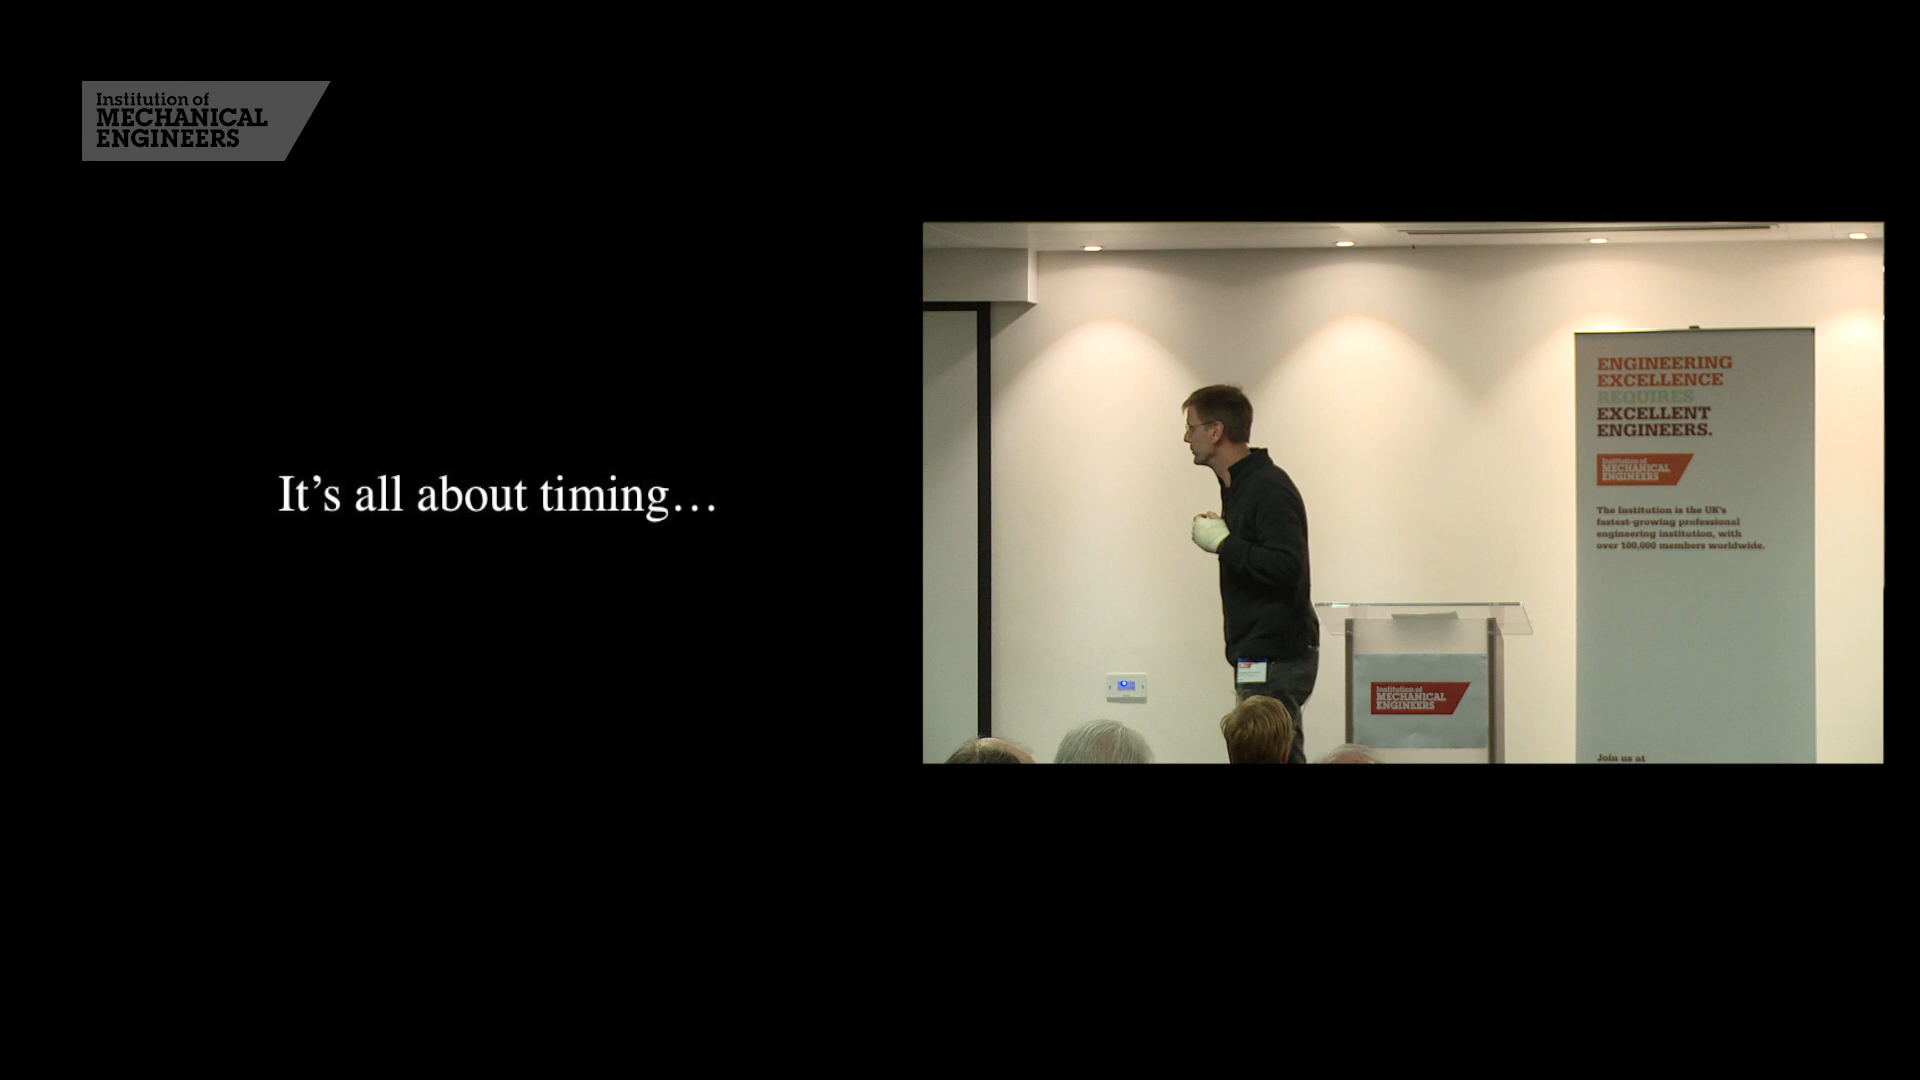 Institution of
MECHANICAL
ENGINEERS
It's all about timing…
ENGINEERING
EXCELLENCE
REQUIRES
EXCELLENT
ENGINEERS.
Institution of
MECHANICAL
ENGINEERS
The Institution is the UK's
fastest-growing professional
engineering institution, with
over 100,000 members worldwide.
Institution of
MECHANICAL
ENGINEERS
Join us at